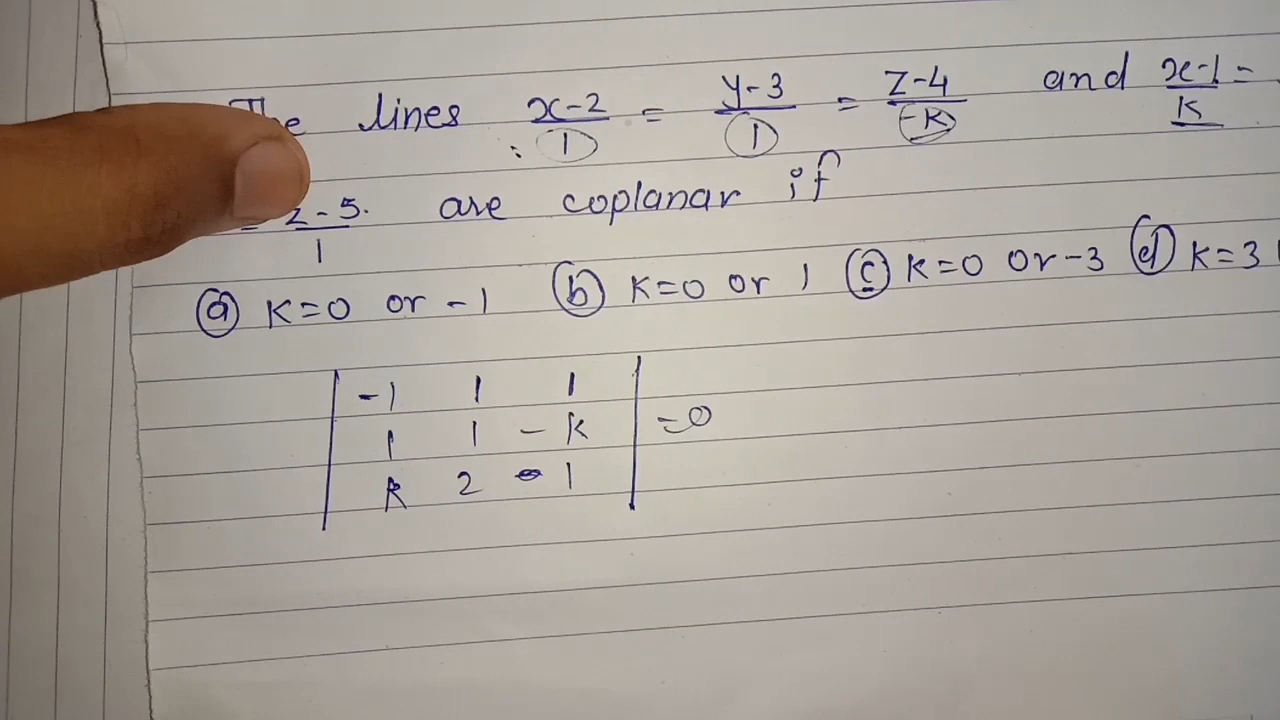 The lines x-2/1 = y-3/1 = z-4/-k and x-1/k =
z-5/1 are coplanar if
(a) k=0 or -1 (b) k=0 or 1 (c) k=0 or -3 (d) k=3
| -1 1 1 |
| 1 1 -k | =0
| k 2 1 |